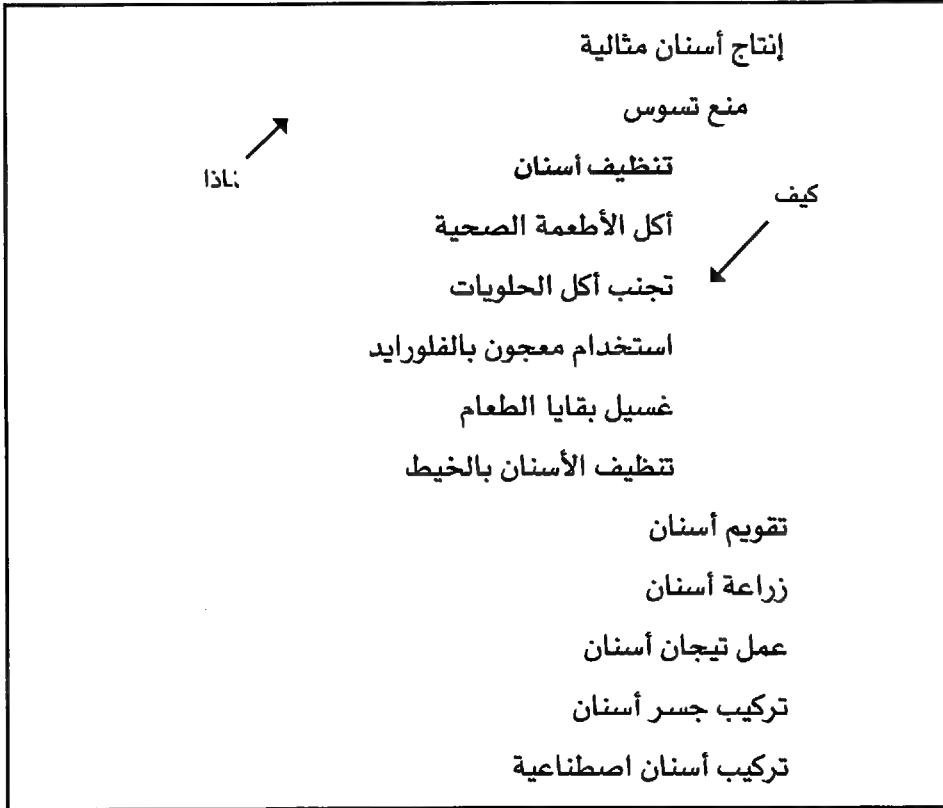 إنتاج أسنان مثالية
منع تسوس
تنظيف أسنان
كيف
أكل الأطعمة الصحية
تجنب أكل الحلويات
استخدام معجون بالفلورايد
غسيل بقايا الطعام
تنظيف الأسنان بالخيط
تقويم أسنان
زراعة أسنان
عمل تيجان أسنان
تركيب جسر أسنان
تركيب أسنان اصطناعية